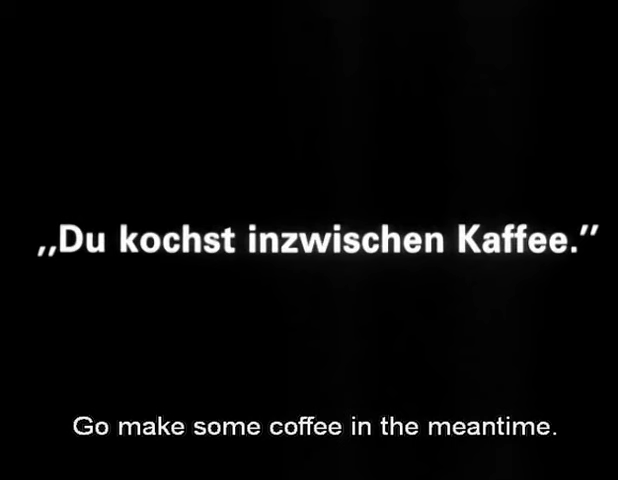 ,,Du kochst inzwischen Kaffee.”
Go make some coffee in the meantime.